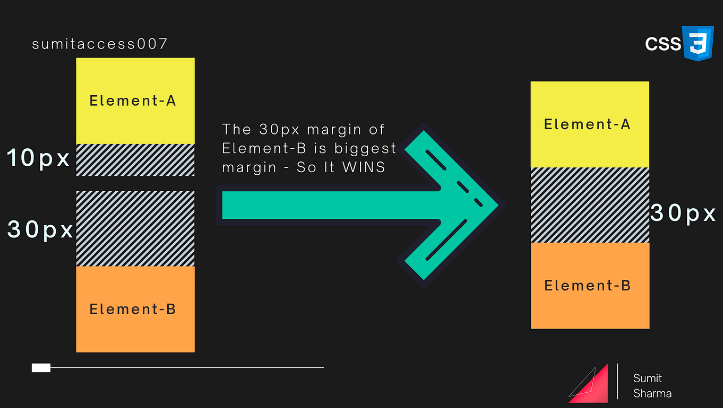 sumitaccess007
CSS
3
Element-A
10px
30px
Element-B
The 30px margin of
Element-B is biggest
margin - So It WINS
Element-A
30px
Element-B
Sumit
Sharma